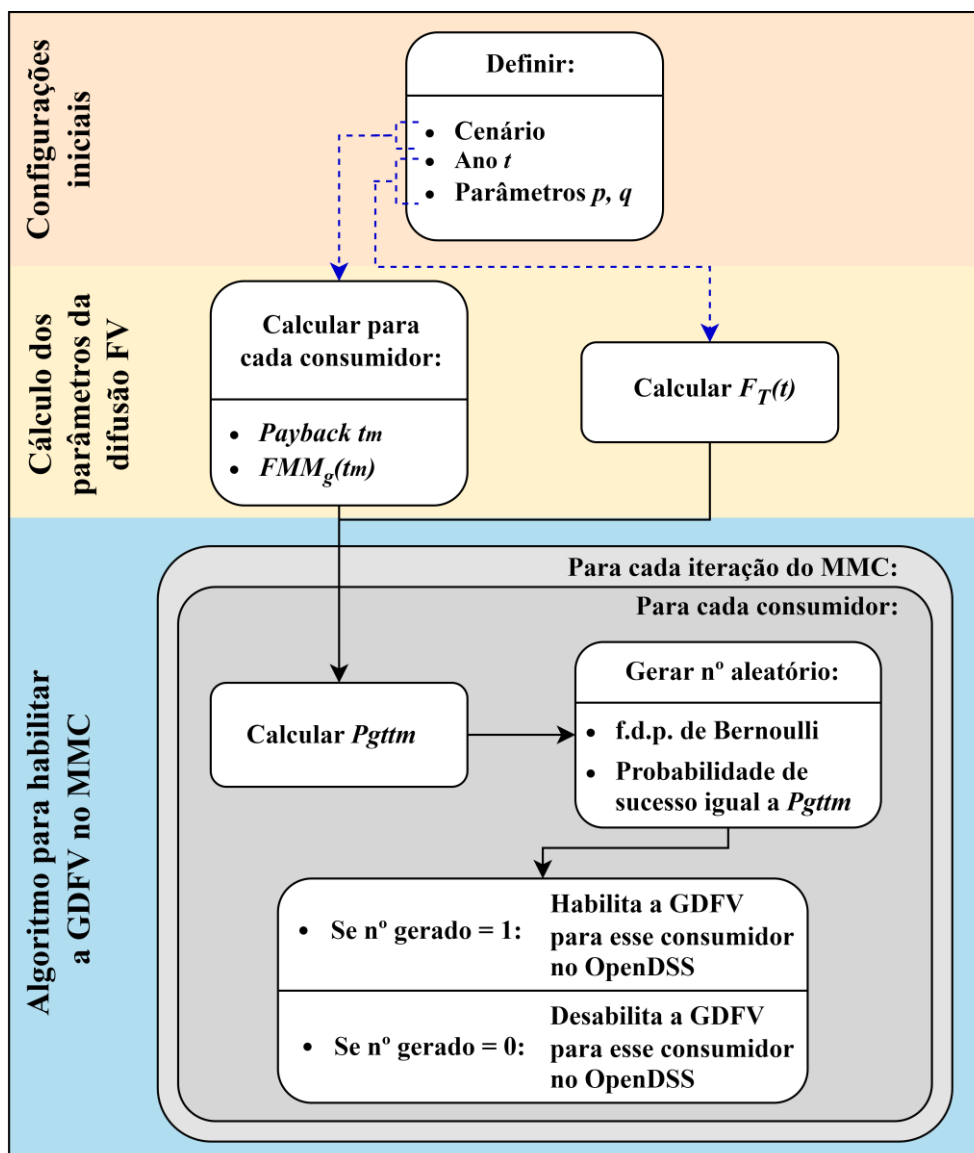 Configurações
iniciais
Definir:
• Cenário
• Ano t
• Parâmetros p, q
Cálculo dos
parâmetros da
difusão FV
Calcular para
cada consumidor:
• Payback tm
• FMMg(tm)
Calcular FT(t)
Algoritmo para habilitar
a GDFV no MMC
Para cada iteração do MMC:
Para cada consumidor:
Calcular Pgttm
Gerar nº aleatório:
• f.d.p. de Bernoulli
• Probabilidade de
sucesso igual a Pgttm
• Se nº gerado = 1:
Habilita a GDFV
para esse consumidor
no OpenDSS
• Se nº gerado = 0:
Desabilita a GDFV
para esse consumidor
no OpenDSS